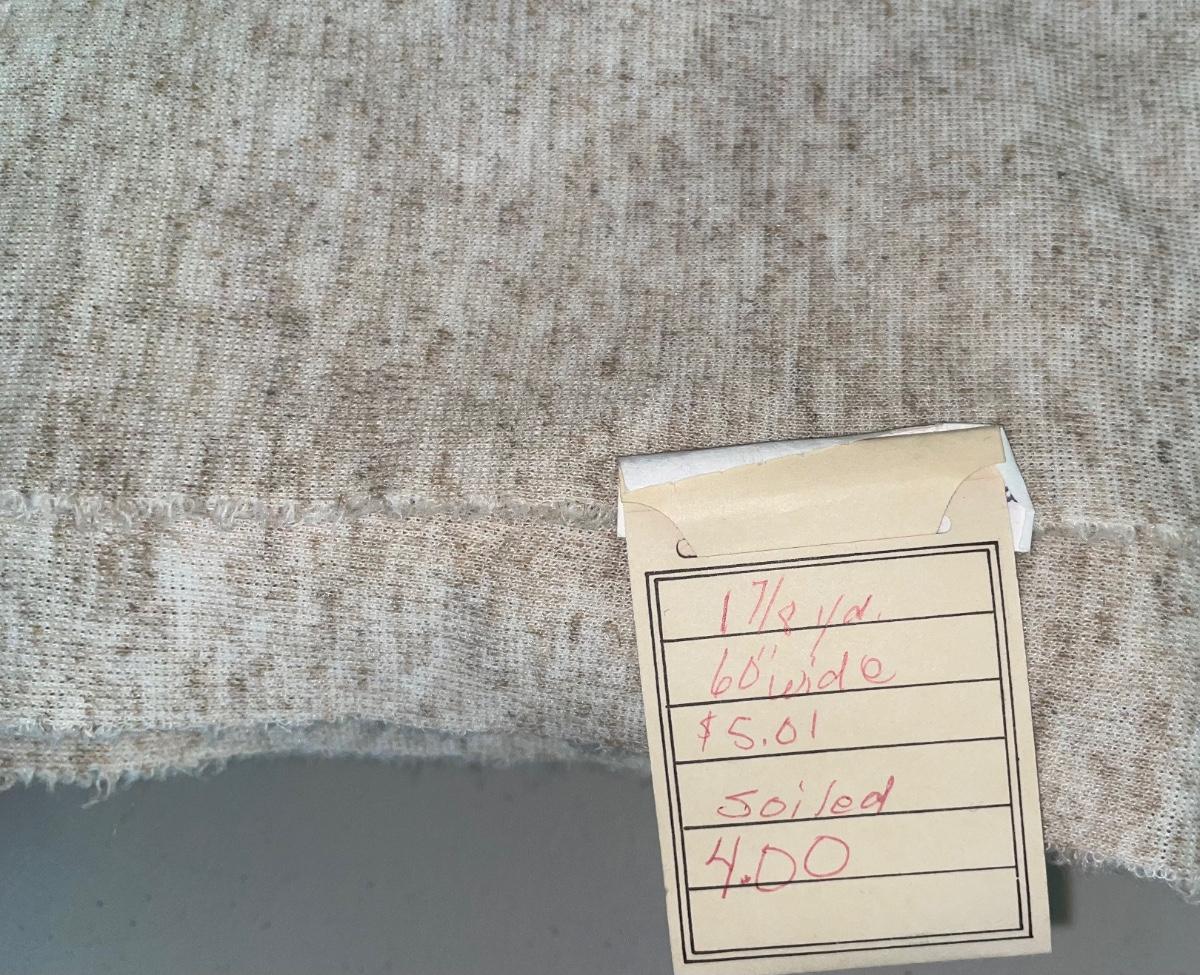 1 7/8 yd.
60" wide
$5.01
soiled
4.00